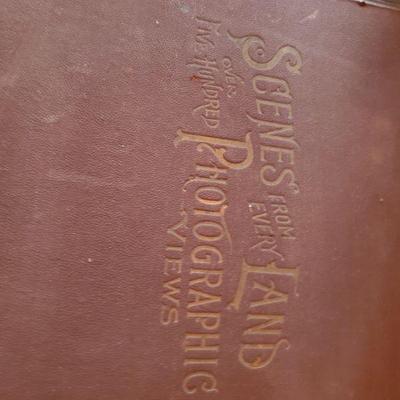 SCENES FROM EVERY LAND
OVER FIVE HUNDRED PHOTOGRAPHIC VIEWS